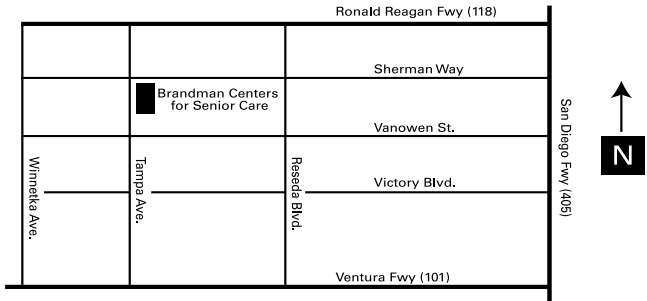 Ronald Reagan Fwy (118)
Sherman Way
Brandman Centers
for Senior Care
Vanowen St.
San Diego Fwy (405)
N
Winnetka Ave.
Tampa Ave.
Reseda Blvd.
Victory Blvd.
Ventura Fwy (101)